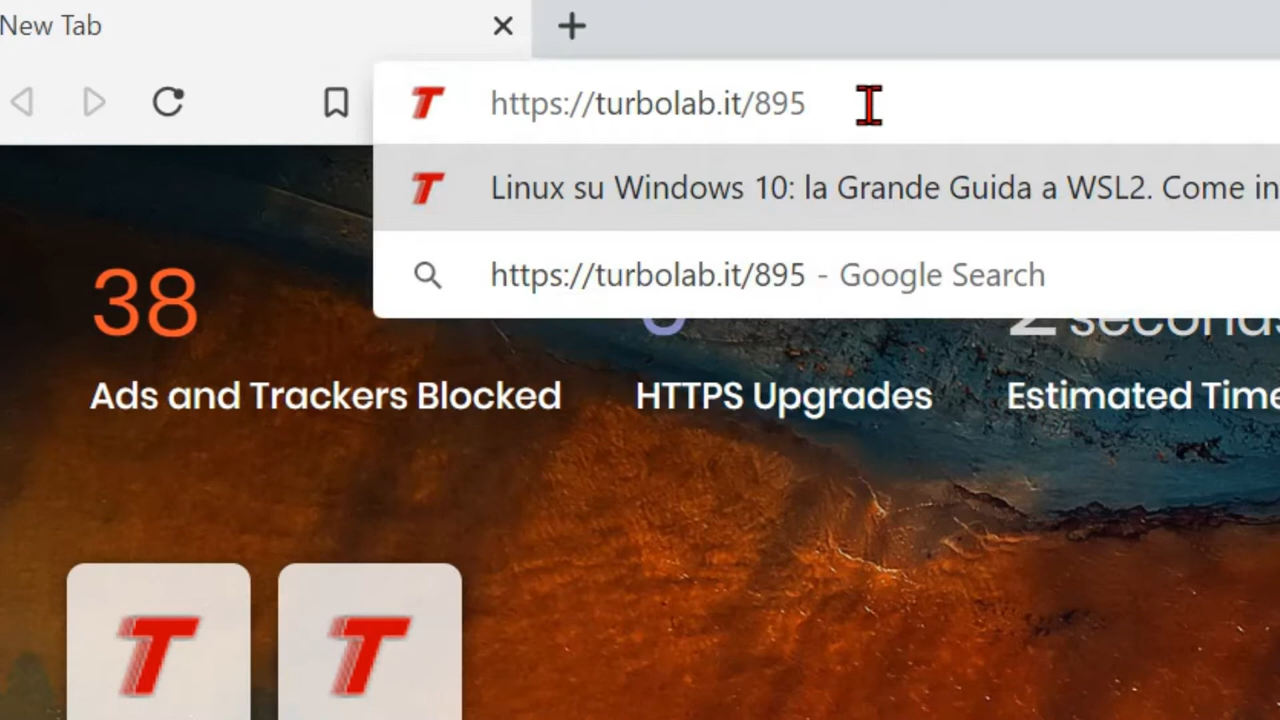 New Tab
https://turbolab.it/895
Linux su Windows 10: la Grande Guida a WSL2. Come in
https://turbolab.it/895 - Google Search
38
seconds
Ads and Trackers Blocked
HTTPS Upgrades
Estimated Time